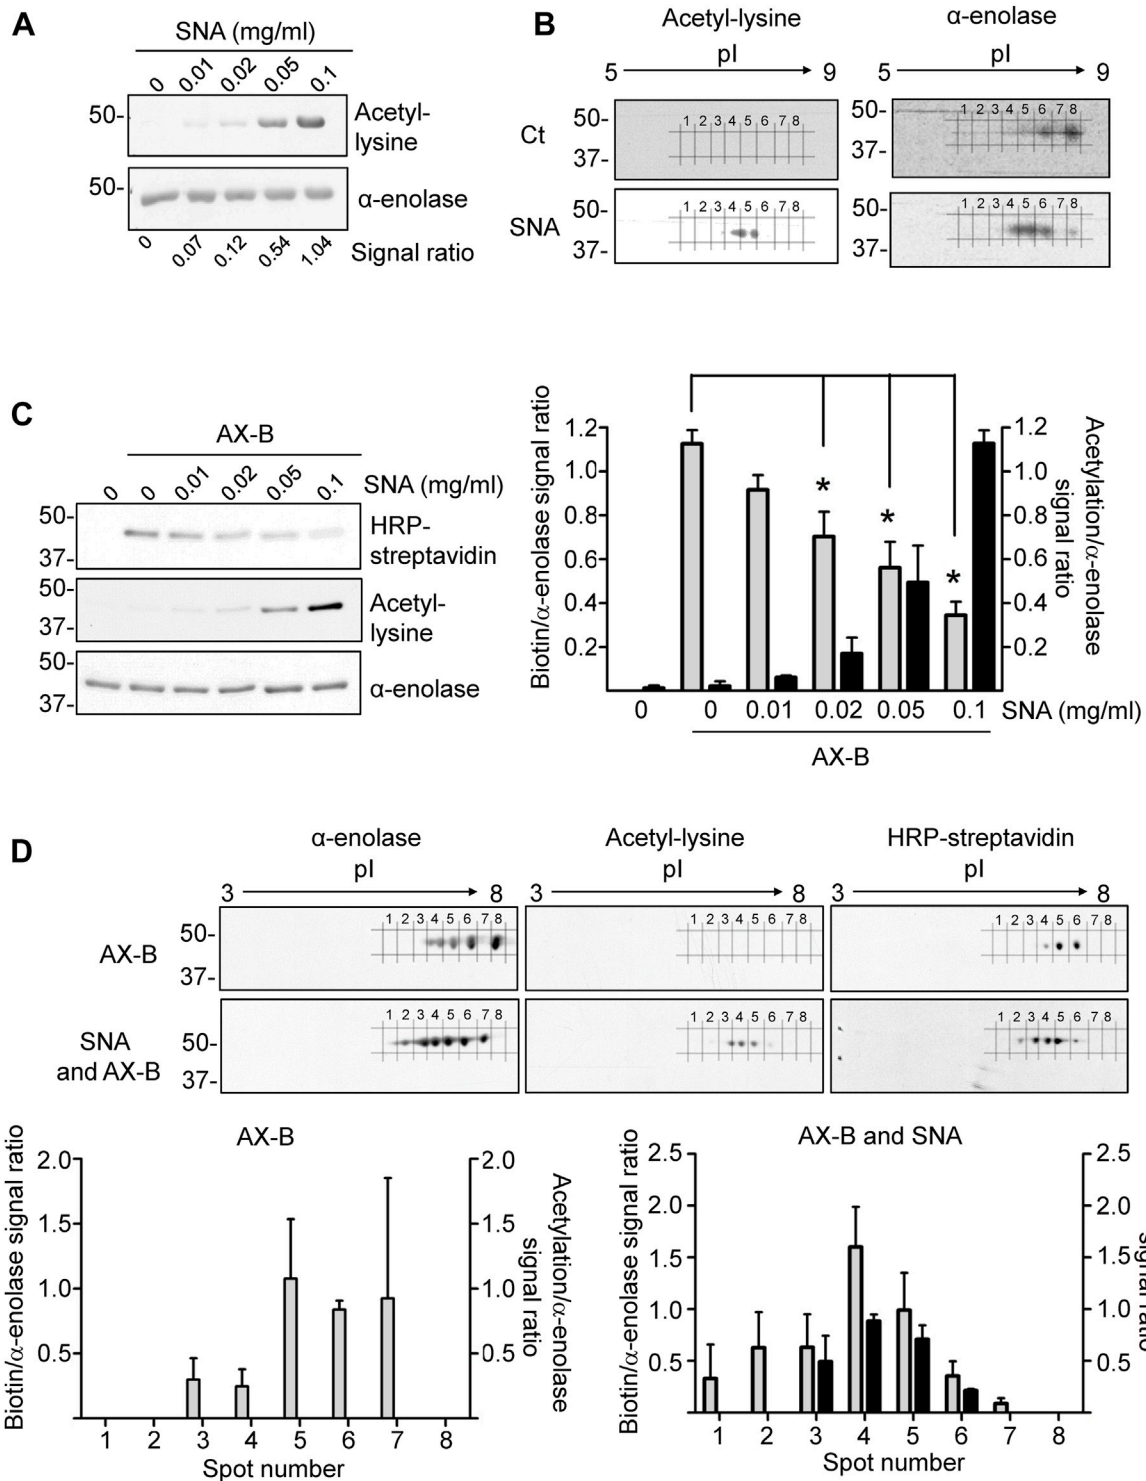 A
SNA (mg/ml)
0 0.01 0.02 0.05 0.1
50-
Acetyl-
lysine
50-
α-enolase
0 0.07 0.12 0.54 1.04 Signal ratio
B
Acetyl-lysine
pI
5 9
α-enolase
pI
5 9
Ct
50-
37-
1 2 3 4 5 6 7 8
50-
37-
1 2 3 4 5 6 7 8
SNA
50-
37-
1 2 3 4 5 6 7 8
50-
37-
1 2 3 4 5 6 7 8
C
AX-B
0 0 0.01 0.02 0.05 0.1 SNA (mg/ml)
50-
37-
HRP-
streptavidin
50-
37-
Acetyl-
lysine
50-
37-
α-enolase
Biotin/α-enolase signal ratio
1.2
1.0
0.8
0.6
0.4
0.2
* * *
1.2
1.0
0.8
0.6
0.4
0.2
Acetylation/α-enolase
signal ratio
0 0 0.01 0.02 0.05 0.1 SNA (mg/ml)
AX-B
D
α-enolase
pI
3 8
Acetyl-lysine
pI
3 8
HRP-streptavidin
pI
3 8
AX-B
50-
37-
1 2 3 4 5 6 7 8
1 2 3 4 5 6 7 8
1 2 3 4 5 6 7 8
SNA
and AX-B
50-
37-
1 2 3 4 5 6 7 8
1 2 3 4 5 6 7 8
1 2 3 4 5 6 7 8
AX-B
Biotin/α-enolase signal ratio
2.0
1.5
1.0
0.5
2.0
1.5
1.0
0.5
Acetylation/α-enolase
signal ratio
1 2 3 4 5 6 7 8
Spot number
AX-B and SNA
Biotin/α-enolase signal ratio
2.5
2.0
1.5
1.0
0.5
2.5
2.0
1.5
1.0
0.5
signal ratio
1 2 3 4 5 6 7 8
Spot number